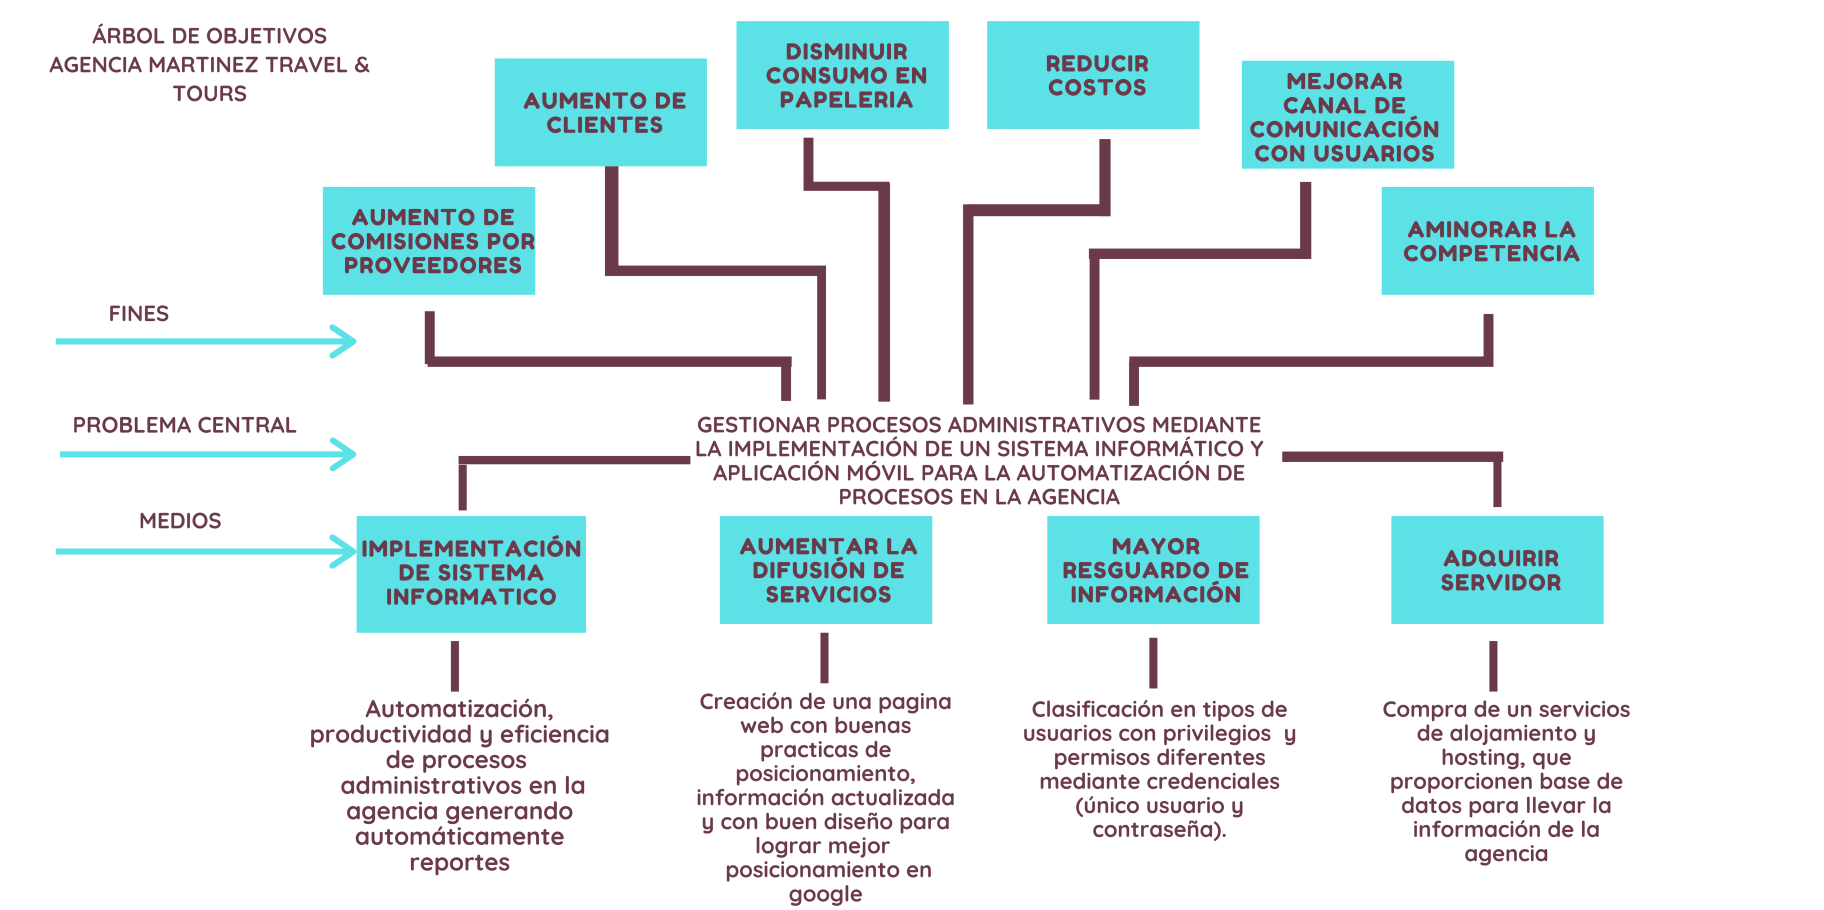 ÁRBOL DE OBJETIVOS
AGENCIA MARTINEZ TRAVEL &
TOURS
AUMENTO DE
COMISIONES POR
PROVEEDORES
AUMENTO DE
CLIENTES
DISMINUIR
CONSUMO EN
PAPELERIA
REDUCIR
COSTOS
MEJORAR
CANAL DE
COMUNICACIÓN
CON USUARIOS
AMINORAR LA
COMPETENCIA
FINES
PROBLEMA CENTRAL
GESTIONAR PROCESOS ADMINISTRATIVOS MEDIANTE
LA IMPLEMENTACIÓN DE UN SISTEMA INFORMÁTICO Y
APLICACIÓN MÓVIL PARA LA AUTOMATIZACIÓN DE
PROCESOS EN LA AGENCIA
MEDIOS
IMPLEMENTACIÓN
DE SISTEMA
INFORMATICO
AUMENTAR LA
DIFUSIÓN DE
SERVICIOS
MAYOR
RESGUARDO DE
INFORMACIÓN
ADQUIRIR
SERVIDOR
Automatización,
productividad y eficiencia
de procesos
administrativos en la
agencia generando
automáticamente
reportes
Creación de una pagina
web con buenas
practicas de
posicionamiento,
información actualizada
y con buen diseño para
lograr mejor
posicionamiento en
google
Clasificación en tipos de
usuarios con privilegios  y
permisos diferentes
mediante credenciales
(único usuario y
contraseña).
Compra de un servicios
de alojamiento y
hosting, que
proporcionen base de
datos para llevar la
información de la
agencia